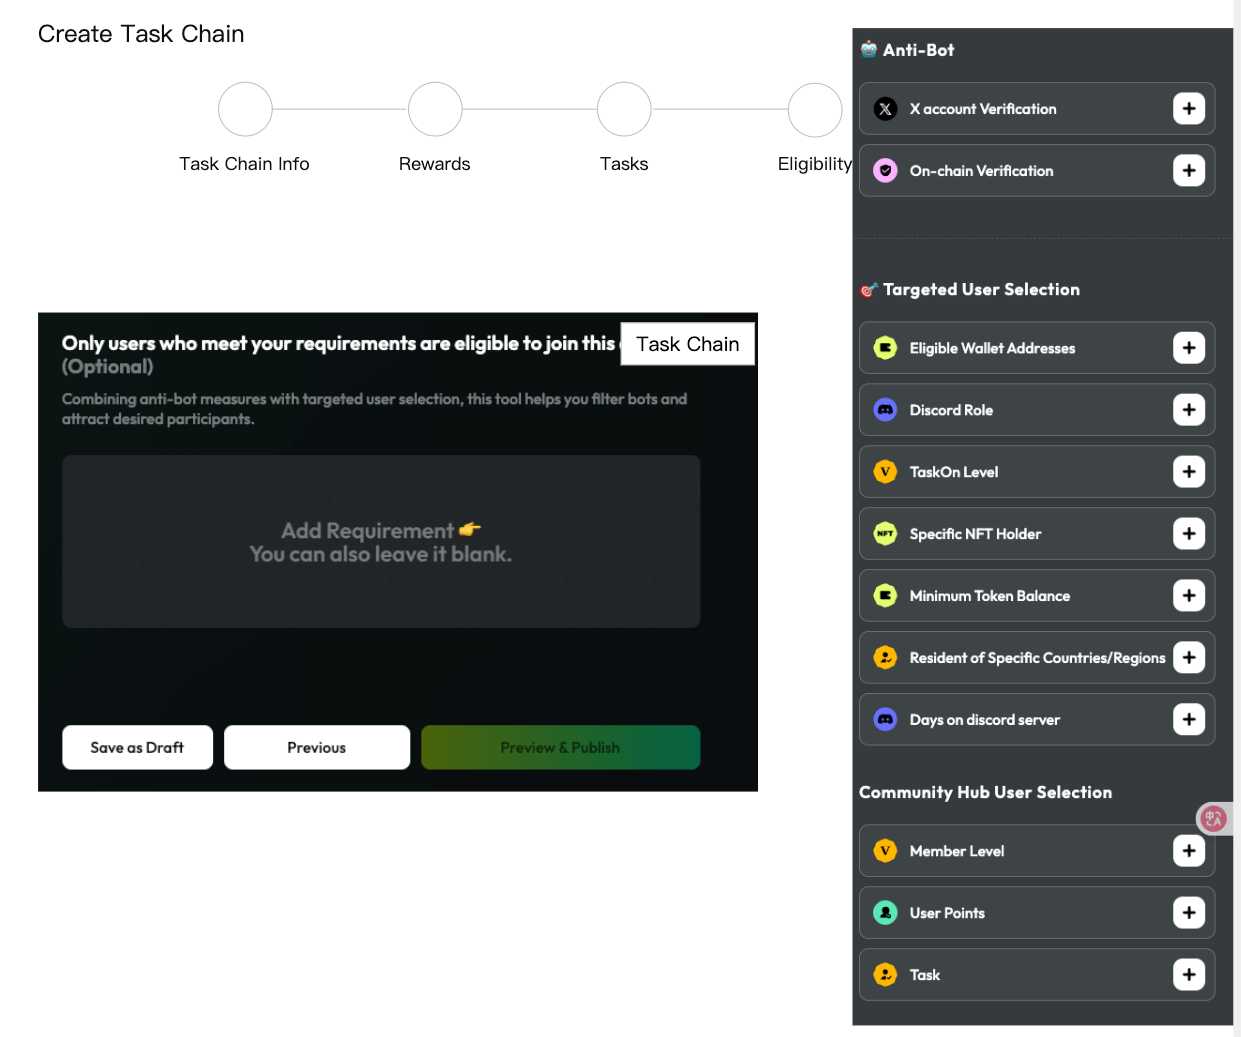 Create Task Chain
Task Chain Info
Rewards
Tasks
Eligibility
Only users who meet your requirements are eligible to join this
Task Chain
(Optional)
Combining anti-bot measures with targeted user selection, this tool helps you filter bots and
attract desired participants.
Add Requirement
You can also leave it blank.
Save as Draft
Previous
Preview & Publish
Anti-Bot
X account Verification
On-chain Verification
Targeted User Selection
Eligible Wallet Addresses
Discord Role
V
TaskOn Level
NFT
Specific NFT Holder
Minimum Token Balance
Resident of Specific Countries/Regions
Days on discord server
Community Hub User Selection
V
Member Level
User Points
Task